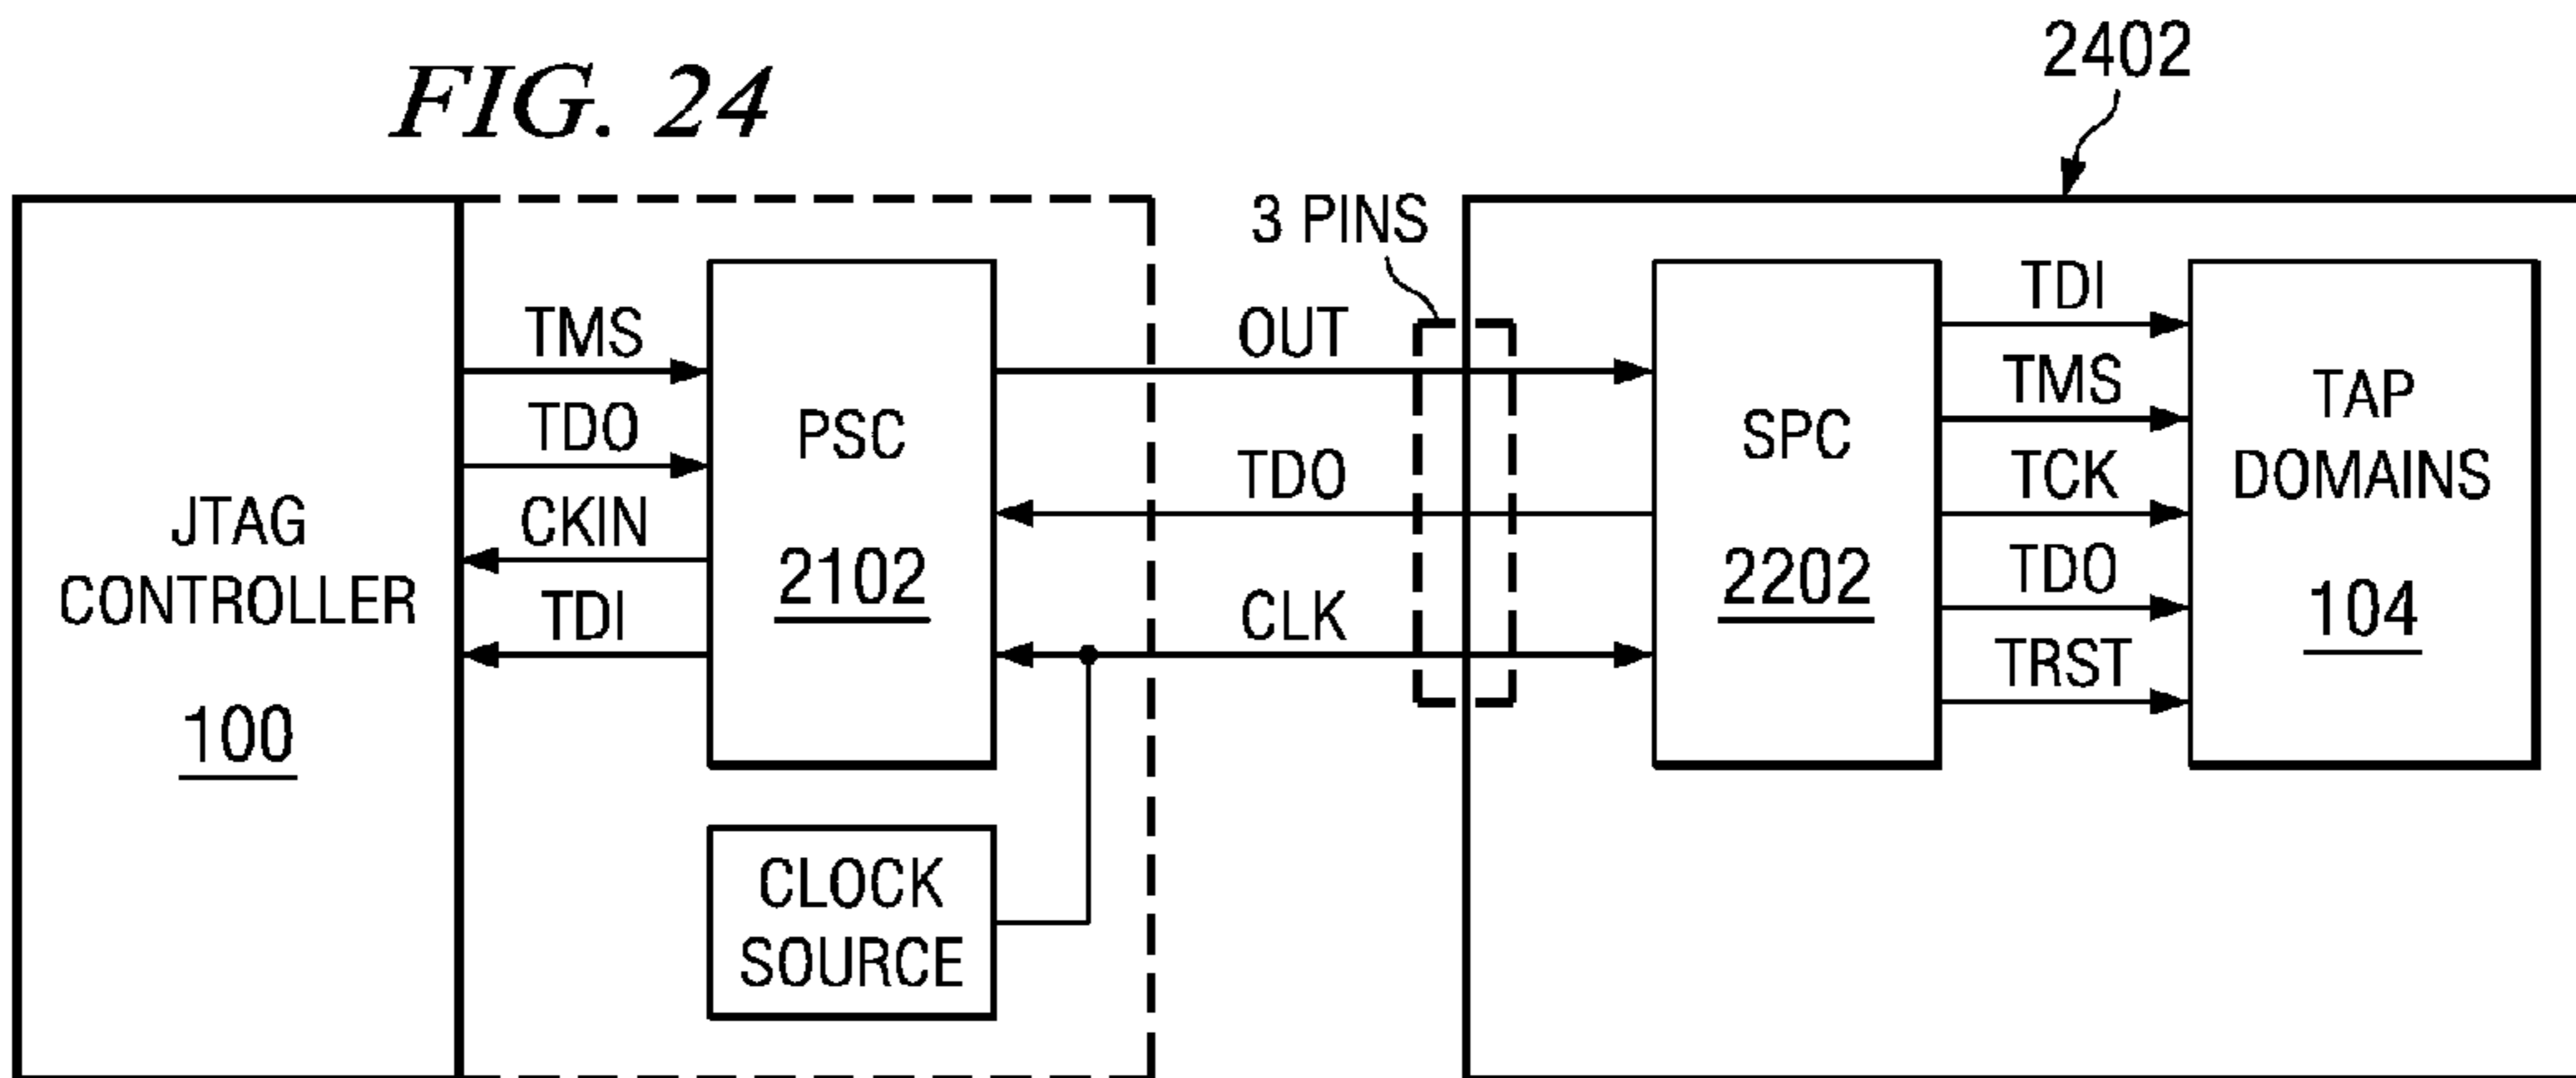 FIG. 24
2402
3 PINS
JTAG
CONTROLLER
100
TMS
TDO
CKIN
TDI
PSC
2102
CLOCK
SOURCE
OUT
TDO
CLK
SPC
2202
TDI
TMS
TCK
TDO
TRST
TAP
DOMAINS
104